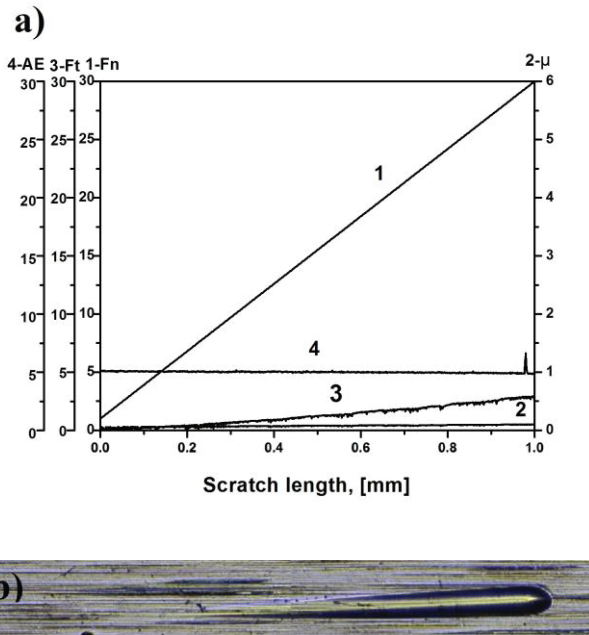 a)
4-AE 3-Ft 1-Fn 2-μ
30 30 30 6
25 25 25 5
20 20 20 4
1
15 15 15 3
10 10 10 2
4
5 5 5 1
3
2
0 0 0 0
0.0 0.2 0.4 0.6 0.8 1.0
Scratch length, [mm]
b)